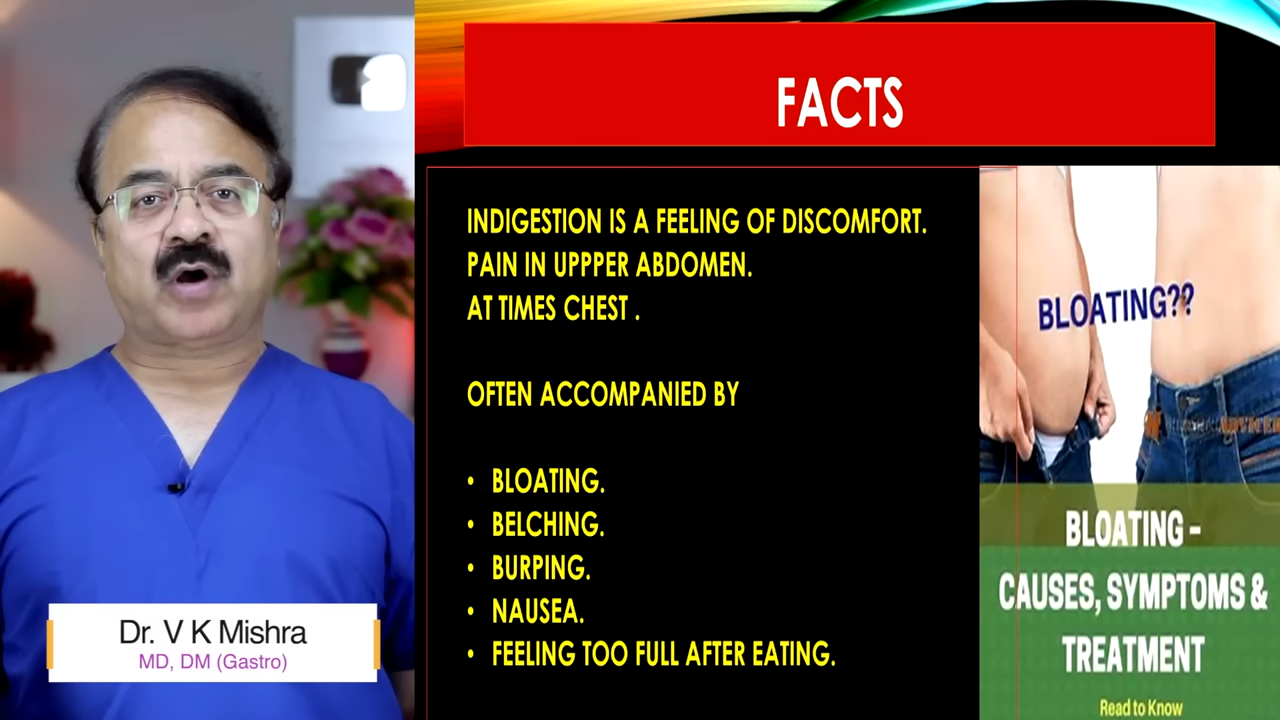 FACTS
INDIGESTION IS A FEELING OF DISCOMFORT.
PAIN IN UPPPER ABDOMEN.
AT TIMES CHEST .
OFTEN ACCOMPANIED BY
• BLOATING.
• BELCHING.
• BURPING.
• NAUSEA.
• FEELING TOO FULL AFTER EATING.
BLOATING??
BLOATING –
CAUSES, SYMPTOMS &
TREATMENT
Read to Know
Dr. V K Mishra
MD, DM (Gastro)